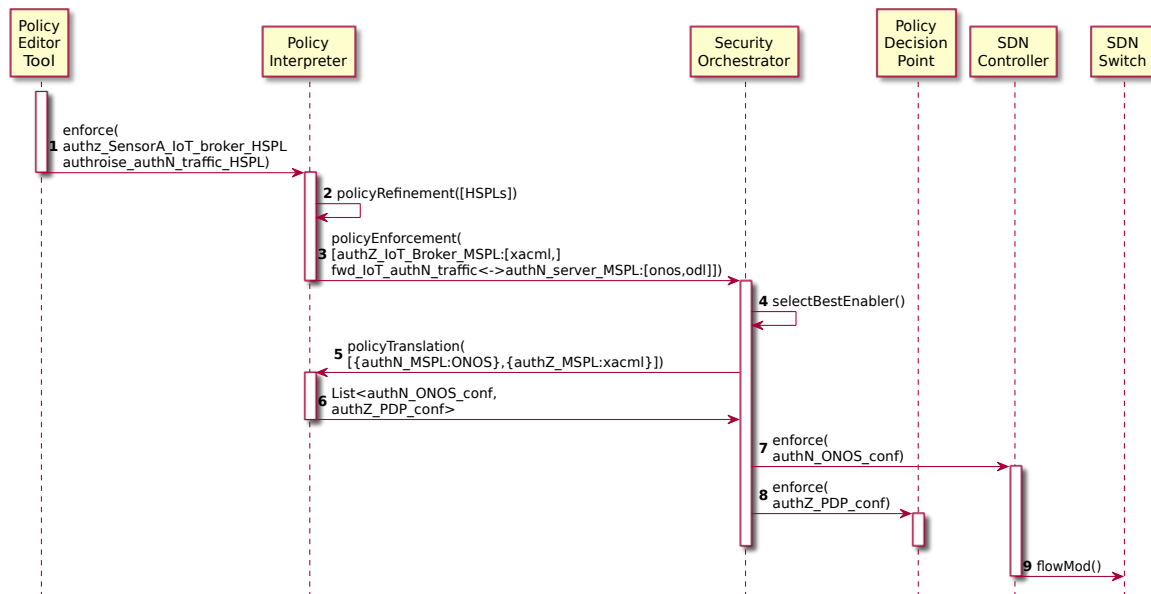 Policy
Editor
Tool
Policy
Interpreter
Security
Orchestrator
Policy
Decision
Point
SDN
Controller
SDN
Switch
enforce(
1 authz_SensorA_IoT_broker_HSPL
authroise_authN_traffic_HSPL)
2 policyRefinement([HSPLs])
policyEnforcement(
3 [authZ_IoT_Broker_MSPL:[xacml,]
fwd_IoT_authN_traffic<->authN_server_MSPL:[onos,odl]])
4 selectBestEnabler()
policyTranslation(
5 [{authN_MSPL:ONOS},{authZ_MSPL:xacml}])
List<authN_ONOS_conf,
6 authZ_PDP_conf>
enforce(
7 authN_ONOS_conf)
enforce(
8 authZ_PDP_conf)
9 flowMod()